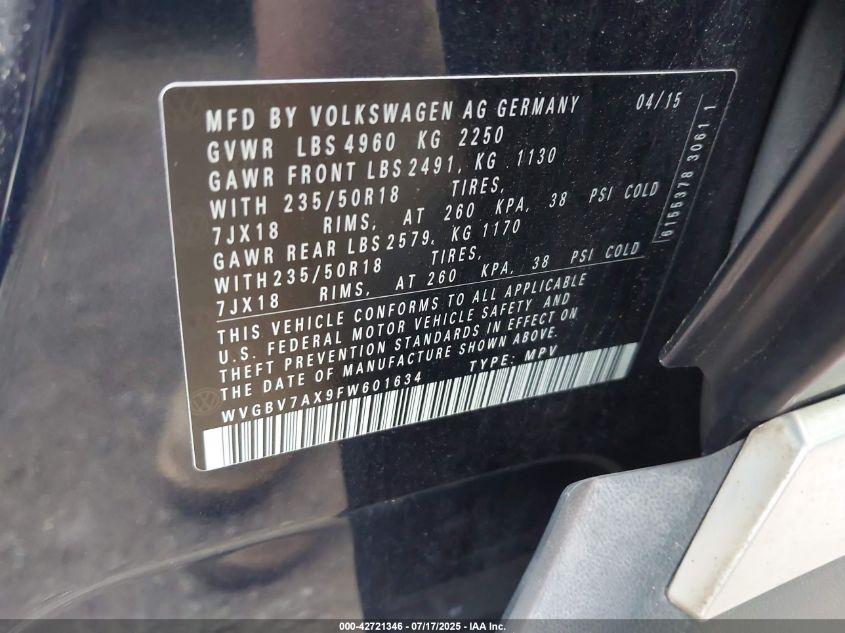 MFD BY VOLKSWAGEN AG GERMANY 04/15
GVWR LBS 4960 KG 2250
GAWR FRONT LBS 2491, KG 1130
WITH 235/50R18 TIRES,
7JX18 RIMS, AT 260 KPA, 38 PSI COLD
GAWR REAR LBS 2579, KG 1170
WITH 235/50R18 TIRES,
7JX18 RIMS, AT 260 KPA, 38 PSI COLD
THIS VEHICLE CONFORMS TO ALL APPLICABLE
U.S. FEDERAL MOTOR VEHICLE SAFETY AND
THEFT PREVENTION STANDARDS IN EFFECT ON
THE DATE OF MANUFACTURE SHOWN ABOVE.
WVGBV7AX9FW601634 TYPE: MPV
000-42721346 - 07/17/2025 - IAA Inc.